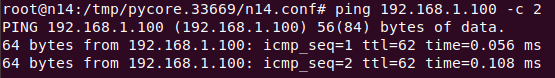 root@n14:/tmp/pycore.33669/n14.conf# ping 192.168.1.100 -c 2
PING 192.168.1.100 (192.168.1.100) 56(84) bytes of data.
64 bytes from 192.168.1.100: icmp_seq=1 ttl=62 time=0.056 ms
64 bytes from 192.168.1.100: icmp_seq=2 ttl=62 time=0.108 ms